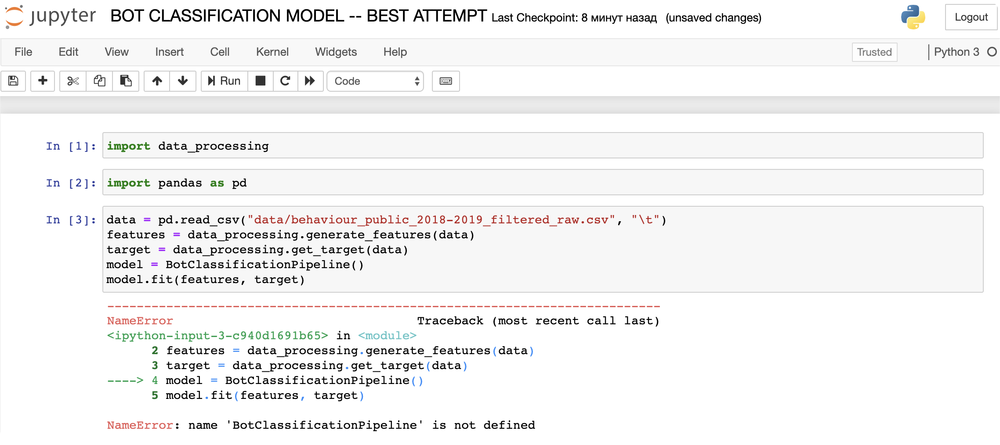 jupyter BOT CLASSIFICATION MODEL -- BEST ATTEMPT Last Checkpoint: 8 минут назад (unsaved changes) Logout
File Edit View Insert Cell Kernel Widgets Help Trusted Python 3
Run Code
In [1]: import data_processing
In [2]: import pandas as pd
In [3]: data = pd.read_csv("data/behaviour_public_2018-2019_filtered_raw.csv", "\t")
features = data_processing.generate_features(data)
target = data_processing.get_target(data)
model = BotClassificationPipeline()
model.fit(features, target)
---------------------------------------------------------------------------
NameError Traceback (most recent call last)
<ipython-input-3-c940d1691b65> in <module>
2 features = data_processing.generate_features(data)
3 target = data_processing.get_target(data)
----> 4 model = BotClassificationPipeline()
5 model.fit(features, target)
NameError: name 'BotClassificationPipeline' is not defined